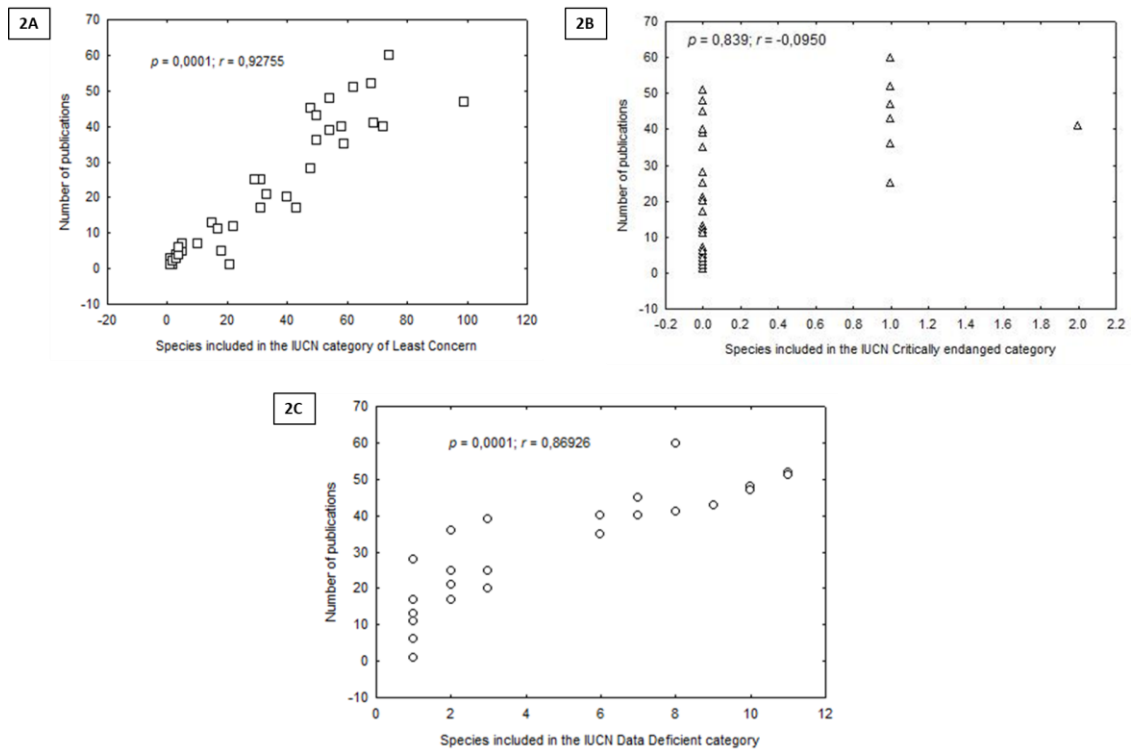 2A
70
60
50
40
30
20
10
0
-10
p = 0,0001; r = 0,92755
Number of publications
-20 0 20 40 60 80 100 120
Species included in the IUCN category of Least Concern
2B
70
60
50
40
30
20
10
0
-10
p = 0,839; r = -0,0950
Number of publications
-0.2 0.0 0.2 0.4 0.6 0.8 1.0 1.2 1.4 1.6 1.8 2.0 2.2
Species included in the IUCN Critically endanged category
2C
70
60
50
40
30
20
10
0
-10
p = 0,0001; r = 0,86926
Number of publications
0 2 4 6 8 10 12
Species included in the IUCN Data Deficient category